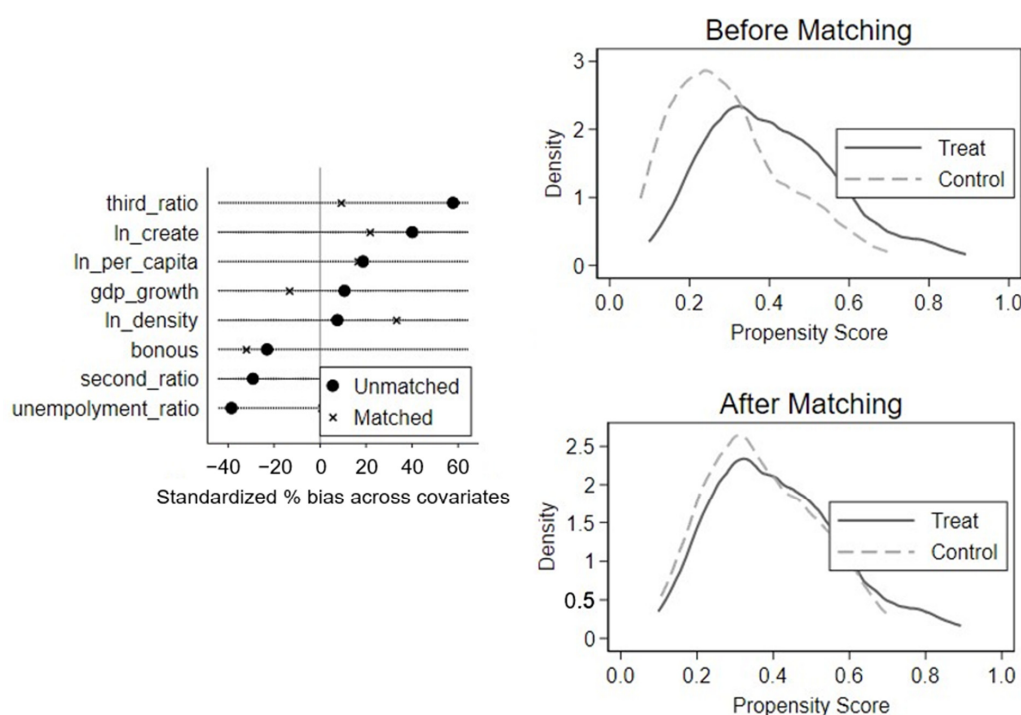 third_ratio
ln_create
ln_per_capita
gdp_growth
ln_density
bonous
second_ratio
unempolyment_ratio
Unmatched
Matched
−40 −20 0 20 40 60
Standardized % bias across covariates
Before Matching
3
2
1
0
Density
Treat
Control
0.0 0.2 0.4 0.6 0.8 1.0
Propensity Score
After Matching
2.5
2
1.5
1
0.5
0
Density
Treat
Control
0.0 0.2 0.4 0.6 0.8 1.0
Propensity Score